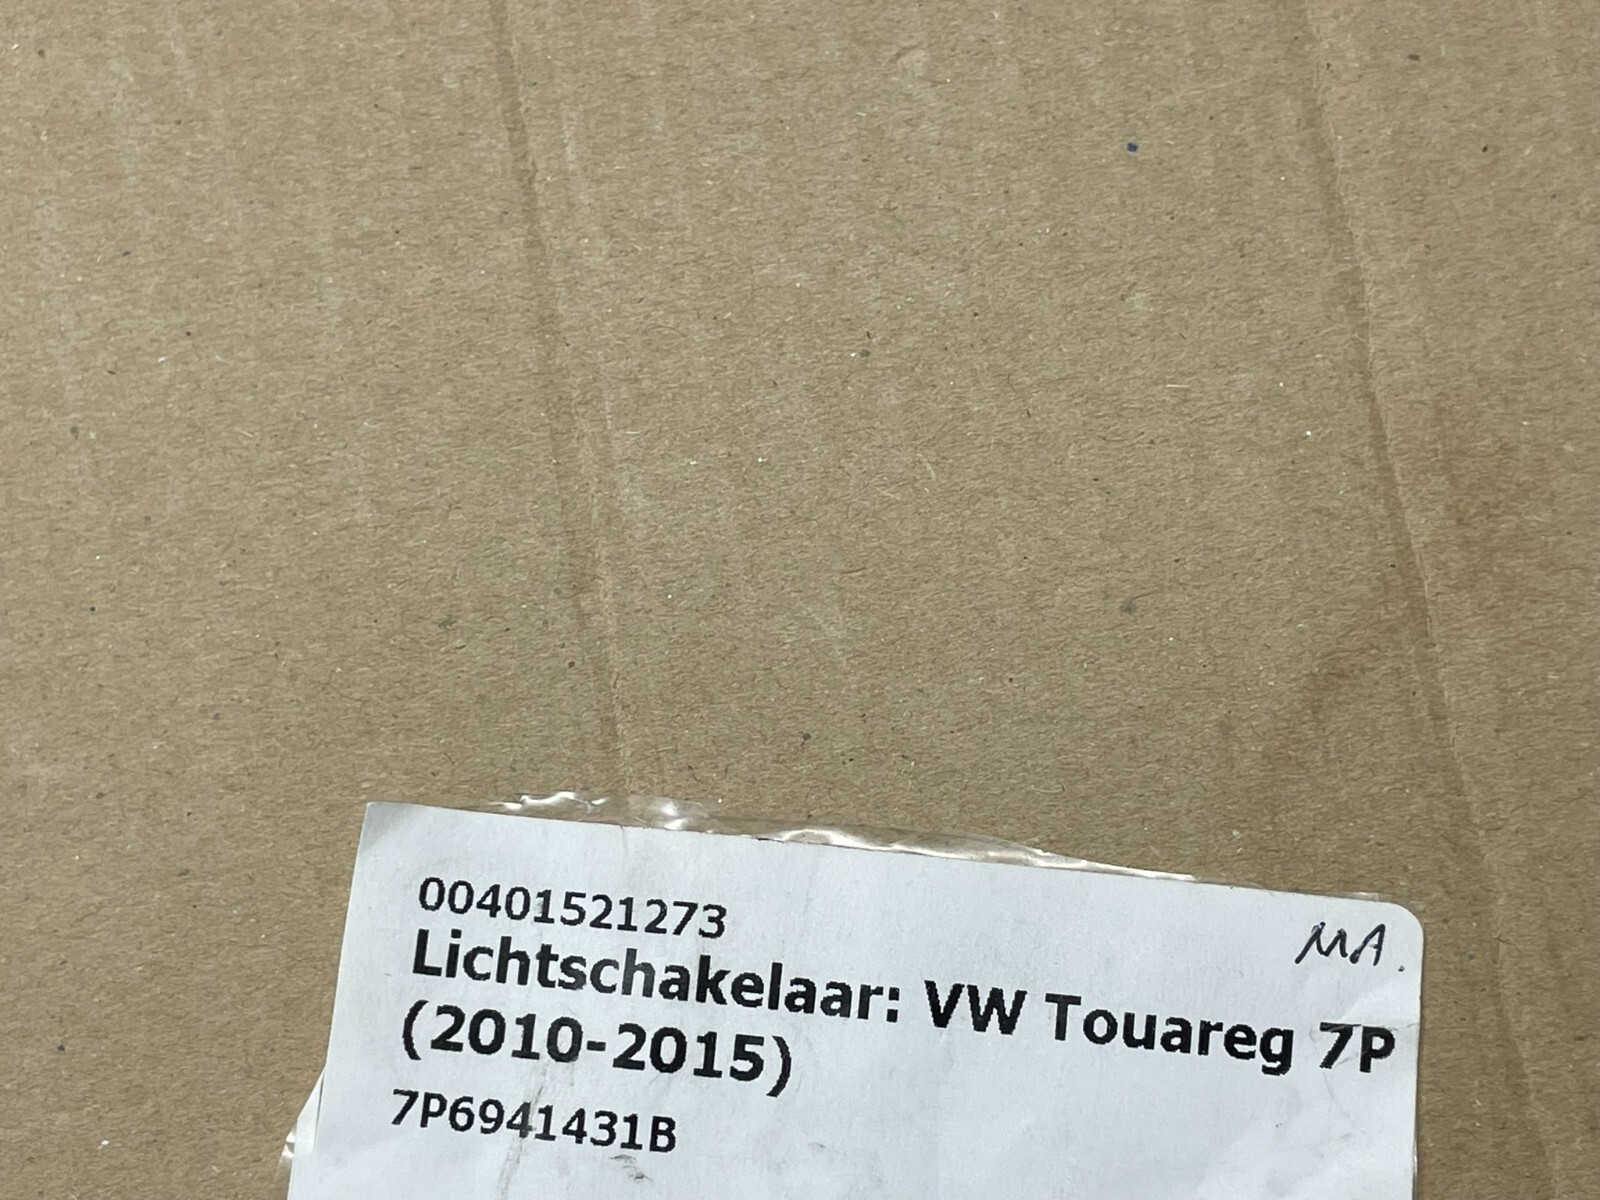 00401521273
MA.
Lichtschakelaar: VW Touareg 7P
(2010-2015)
7P6941431B